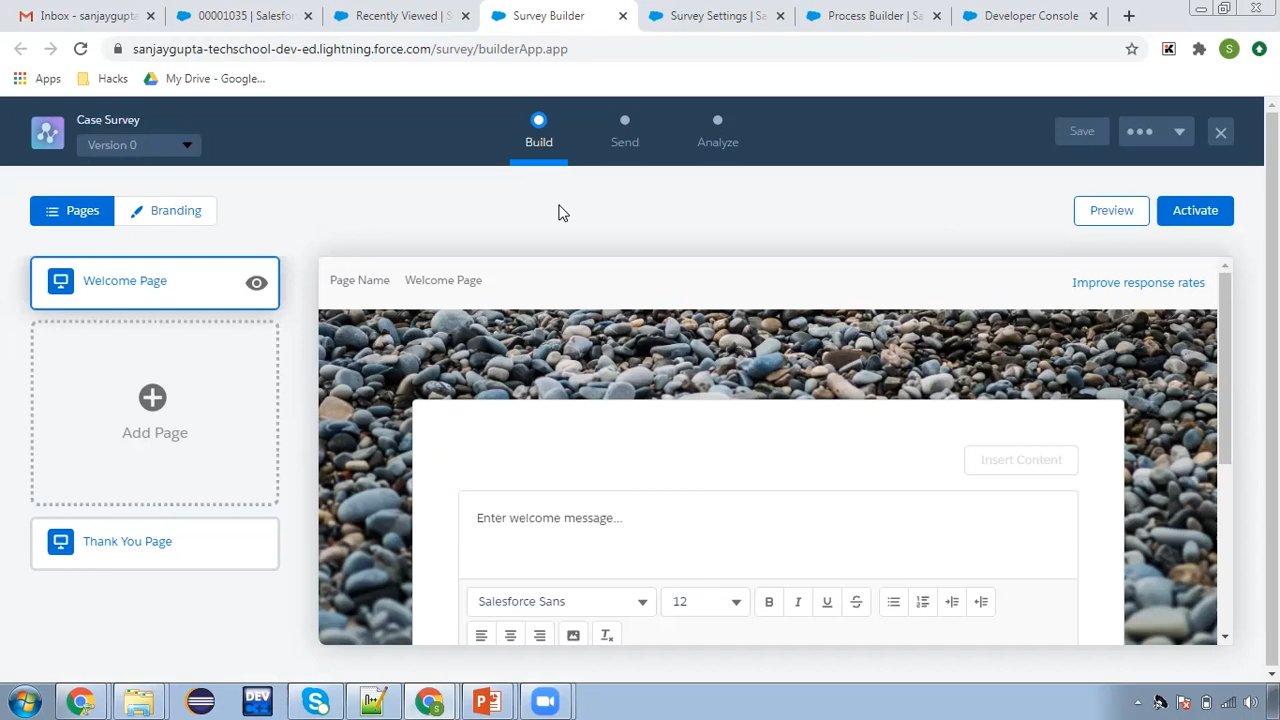 Inbox - sanjaygupta
00001035 | Salesfor
Recently Viewed | S
Survey Builder
Survey Settings | Sa
Process Builder | Sa
Developer Console
sanjaygupta-techschool-dev-ed.lightning.force.com/survey/builderApp.app
S
Apps
Hacks
My Drive - Google...
Case Survey
Version 0
Build
Send
Analyze
Save
Pages
Branding
Preview
Activate
Welcome Page
Page Name
Welcome Page
Improve response rates
Add Page
Insert Content
Enter welcome message...
Thank You Page
Salesforce Sans
12
B
I
U
S
DEV
C++